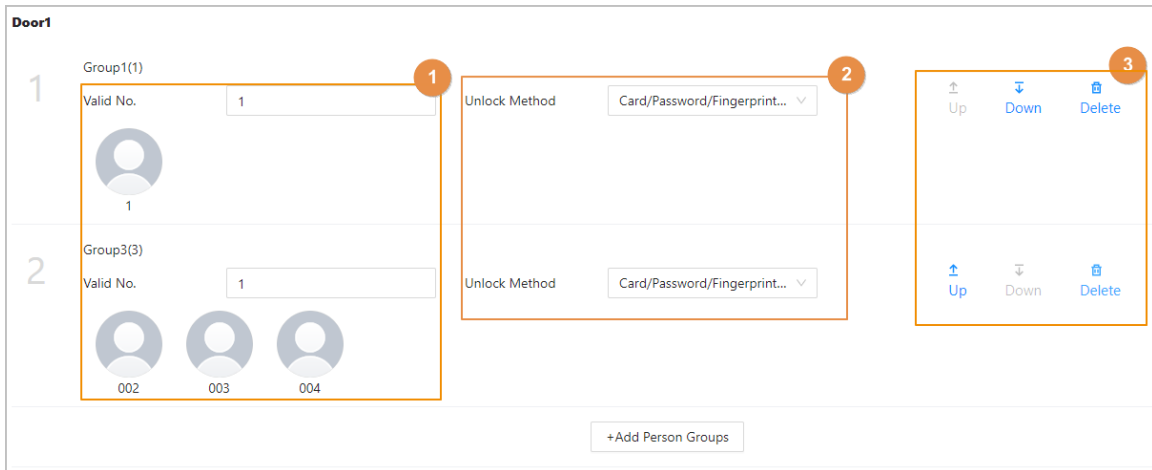 Door1
1
Group1(1)
1
2
3
Valid No.
1
Unlock Method
Card/Password/Fingerprint...
Up
Down
Delete
1
2
Group3(3)
Valid No.
1
Unlock Method
Card/Password/Fingerprint...
Up
Down
Delete
002
003
004
+Add Person Groups